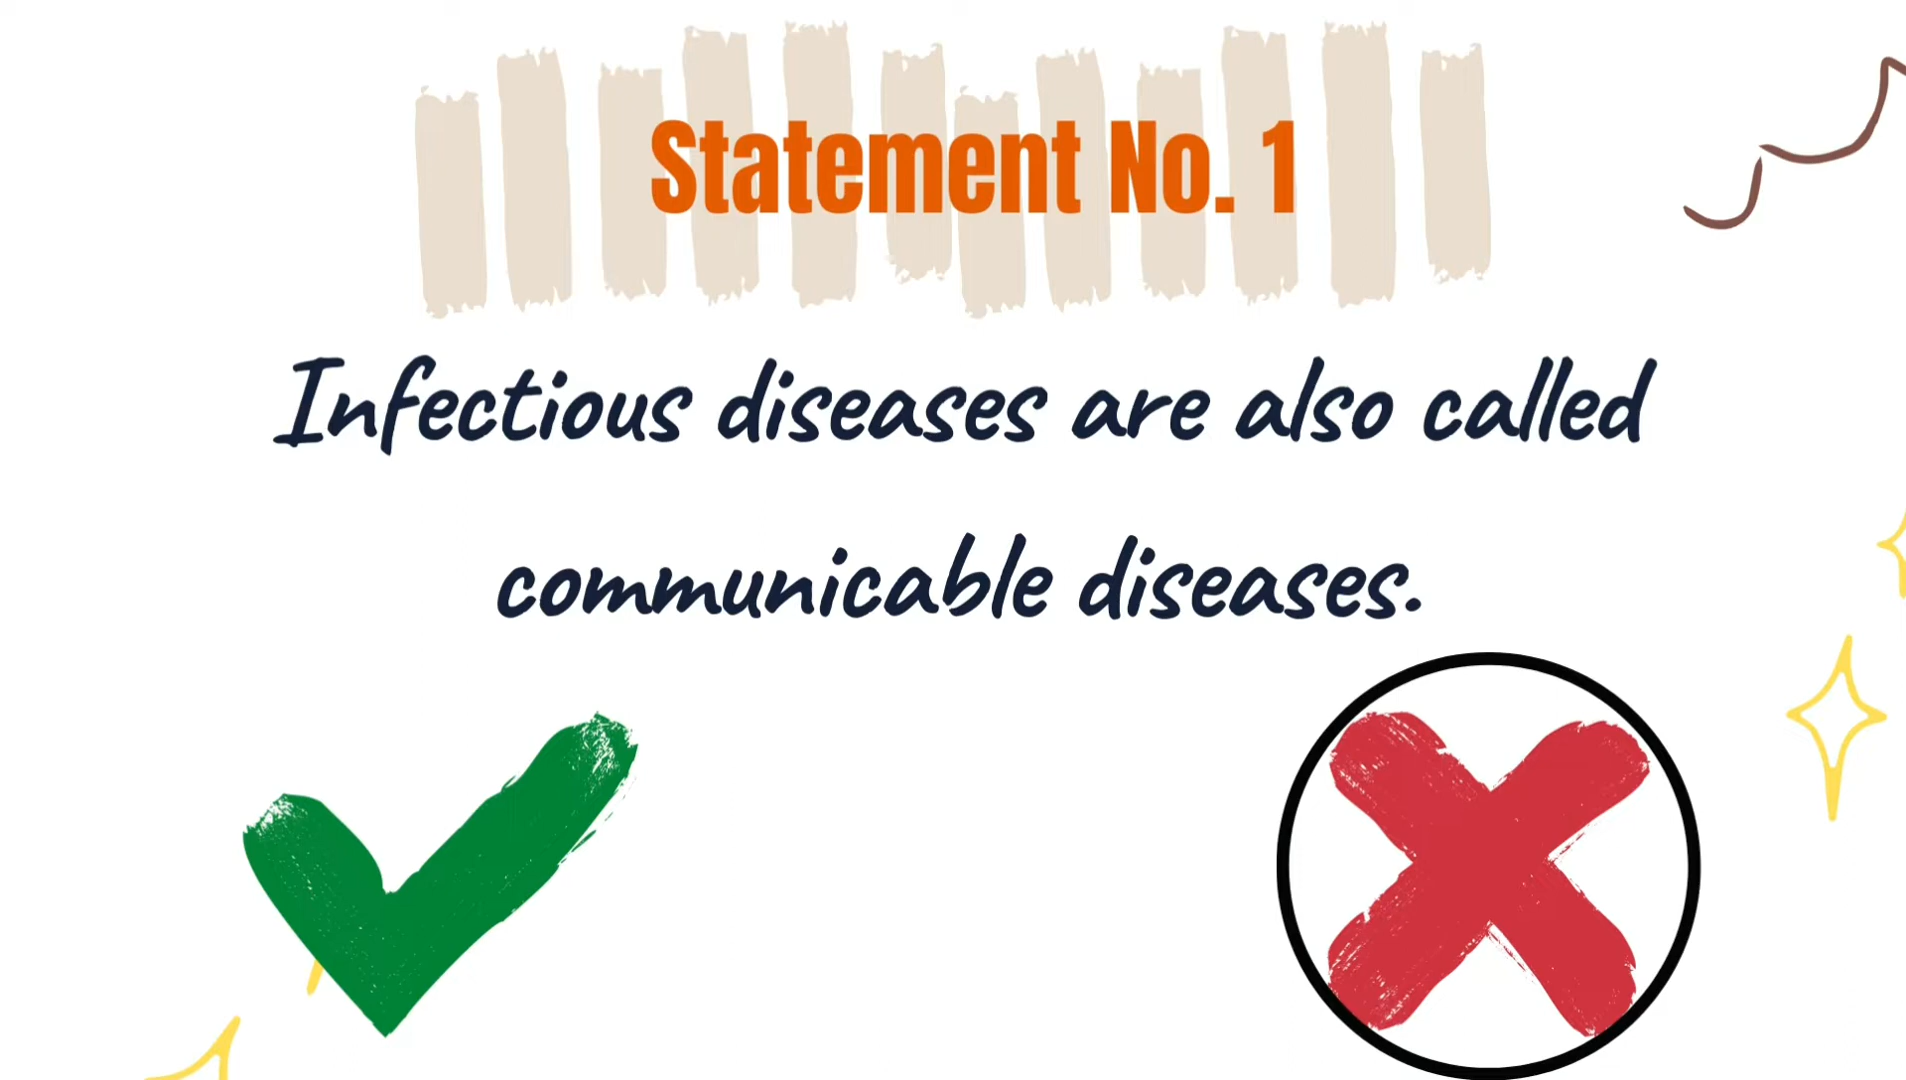 Statement No. 1
Infectious diseases are also called
communicable diseases.